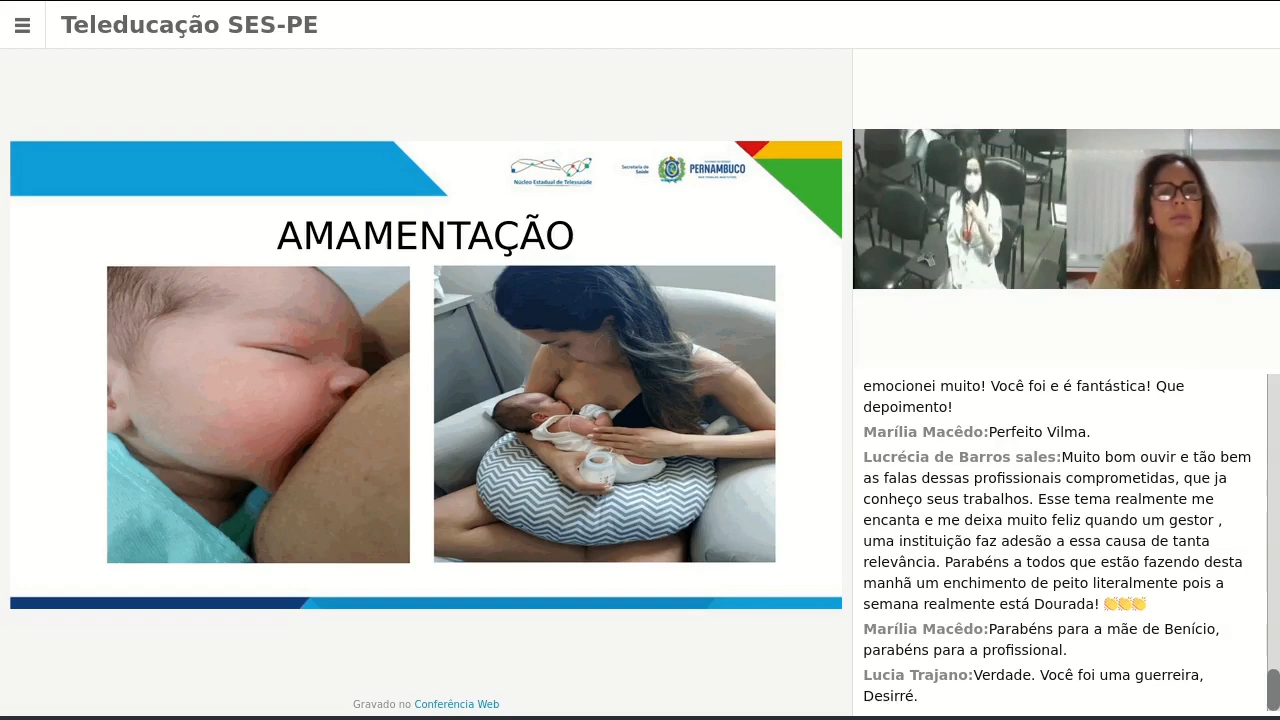 Teleducação SES-PE
Núcleo Estadual de Telessaúde
Secretaria de
Saúde
PERNAMBUCO
AMAMENTAÇÃO
emocionei muito! Você foi e é fantástica! Que
depoimento!
Marília Macêdo:Perfeito Vilma.
Lucrécia de Barros sales:Muito bom ouvir e tão bem
as falas dessas profissionais comprometidas, que ja
conheço seus trabalhos. Esse tema realmente me
encanta e me deixa muito feliz quando um gestor ,
uma instituição faz adesão a essa causa de tanta
relevância. Parabéns a todos que estão fazendo desta
manhã um enchimento de peito literalmente pois a
semana realmente está Dourada! 👏👏👏
Marília Macêdo:Parabéns para a mãe de Benício,
parabéns para a profissional.
Lucia Trajano:Verdade. Você foi uma guerreira,
Desirré.
Gravado no Conferência Web